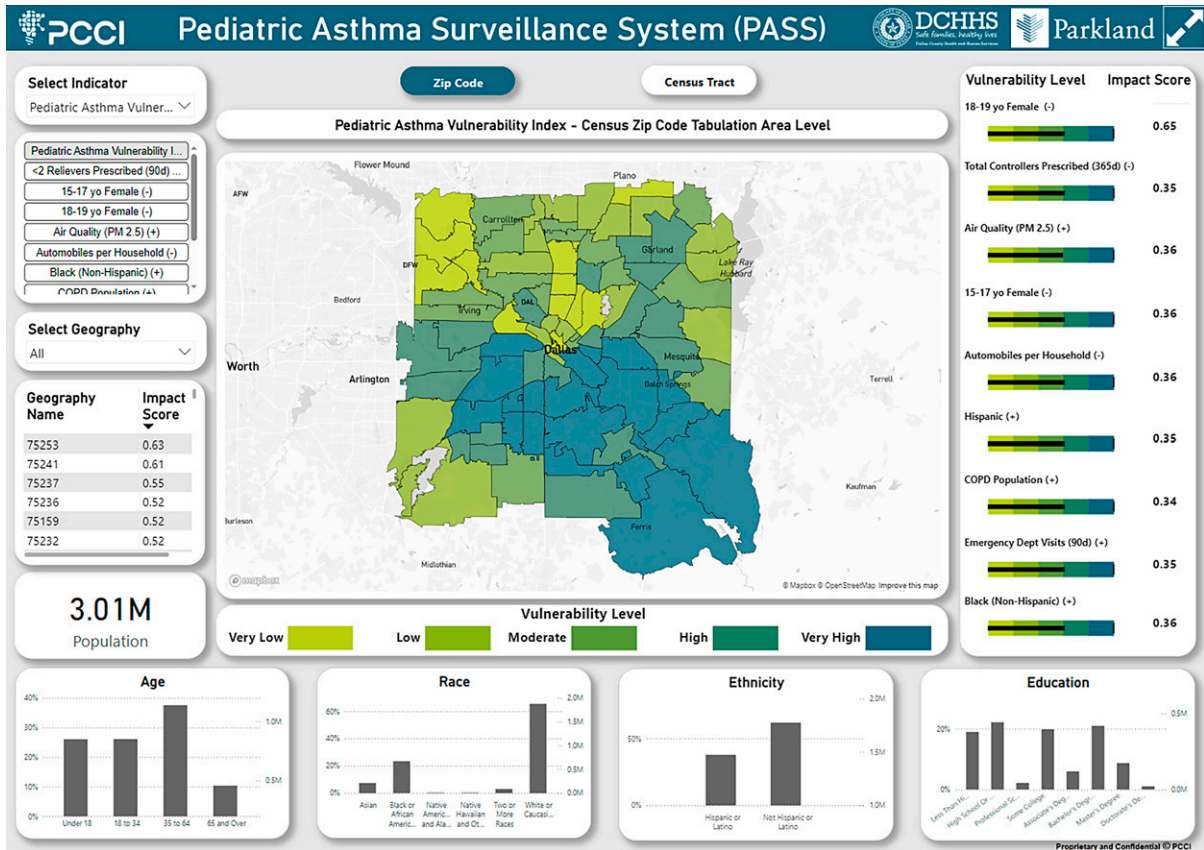 PCCI
Pediatric Asthma Surveillance System (PASS)
DCHHS
Safe families, healthy lives
Dallas County Health and Human Services
Parkland
Select Indicator
Pediatric Asthma Vulner...
Pediatric Asthma Vulnerability I...
<2 Relievers Prescribed (90d) ...
15-17 yo Female (-)
18-19 yo Female (-)
Air Quality (PM 2.5) (+)
Automobiles per Household (-)
Black (Non-Hispanic) (+)
COPD Population (+)
Select Geography
All
Geography Name
Impact Score
75253 0.63
75241 0.61
75237 0.55
75236 0.52
75159 0.52
75232 0.52
3.01M
Population
Zip Code
Census Tract
Pediatric Asthma Vulnerability Index - Census Zip Code Tabulation Area Level
Flower Mound
Plano
AFW
Carrollton
Garland
DFW
Lake Ray
Hubbard
Bedford
Irving
DAL
Dallas
Mesquite
Worth
Arlington
Balch Springs
Terrell
Kaufman
Burleson
Ferris
Midlothian
mapbox
© Mapbox © OpenStreetMap Improve this map
Vulnerability Level
Very Low
Low
Moderate
High
Very High
Vulnerability Level Impact Score
18-19 yo Female (-)
0.65
Total Controllers Prescribed (365d) (-)
0.35
Air Quality (PM 2.5) (+)
0.36
15-17 yo Female (-)
0.36
Automobiles per Household (-)
0.36
Hispanic (+)
0.35
COPD Population (+)
0.34
Emergency Dept Visits (90d) (+)
0.35
Black (Non-Hispanic) (+)
0.36
Age
40%
30%
20%
10%
0%
1.0M
0.5M
Under 18
18 to 34
35 to 64
65 and Over
Race
60%
40%
20%
0%
2.0M
1.5M
1.0M
0.5M
0.0M
Asian
Black or
African
Americ...
Native
Americ...
and Ala...
Native
Hawaiian
and Ot...
Two or
More
Races
White or
Caucasi...
Ethnicity
50%
0%
2.0M
1.5M
1.0M
Hispanic or
Latino
Not Hispanic or
Latino
Education
20%
0%
0.5M
0.0M
Less Than Hi...
High School Or ...
Professional Sc...
Some College
Associate's Deg...
Bachelor's Degr...
Master's Degree
Doctorate's De...
Proprietary and Confidential © PCCI